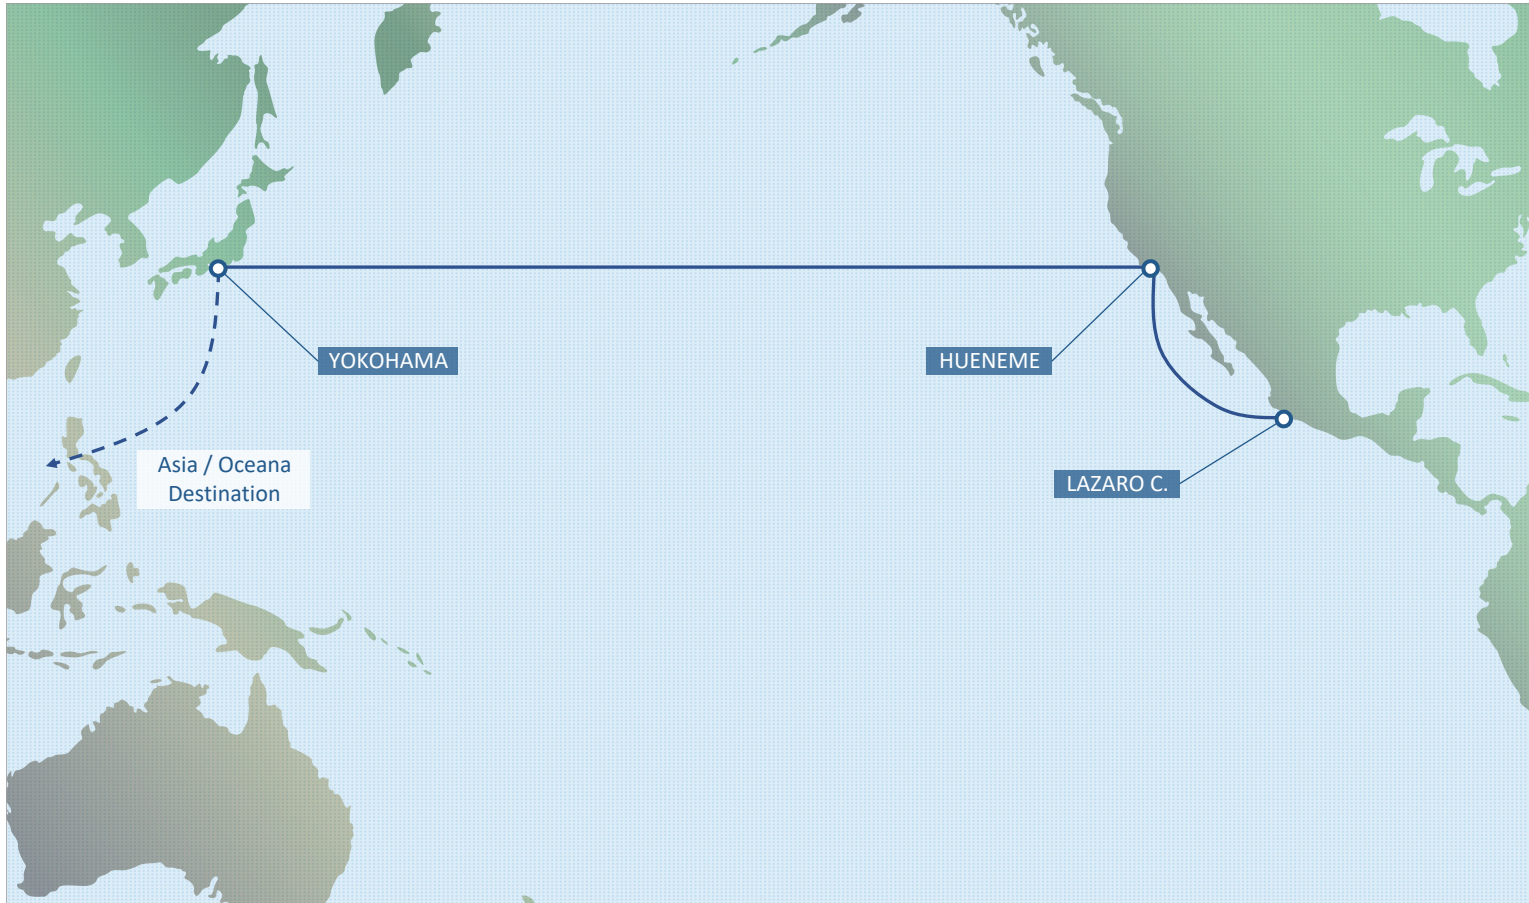 YOKOHAMA
HUENEME
Asia / Oceana
Destination
LAZARO C.